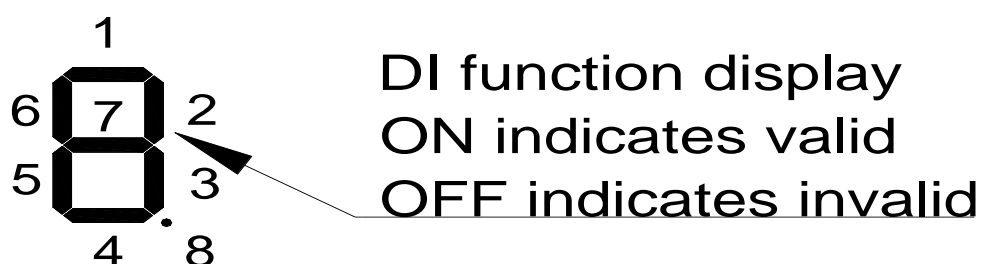 1
6 7 2
5 3
4 8
DI function display
ON indicates valid
OFF indicates invalid